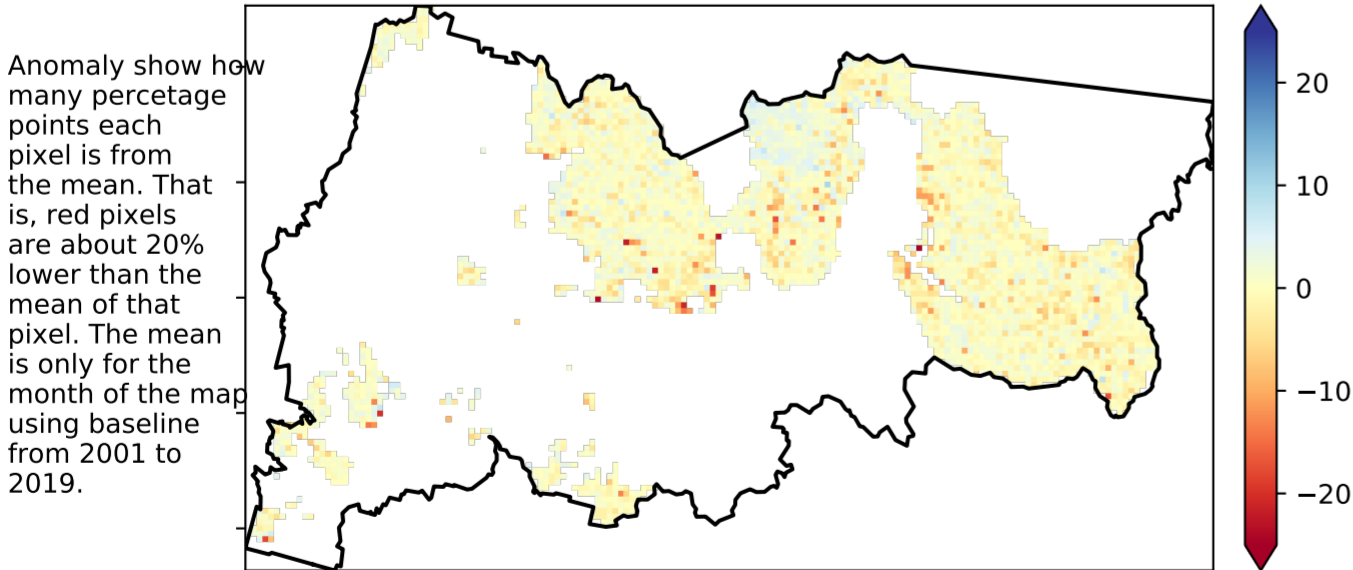 Anomaly show how
many percetage
points each
pixel is from
the mean. That
is, red pixels
are about 20%
lower than the
mean of that
pixel. The mean
is only for the
month of the map
using baseline
from 2001 to
2019.
20
10
0
−10
−20